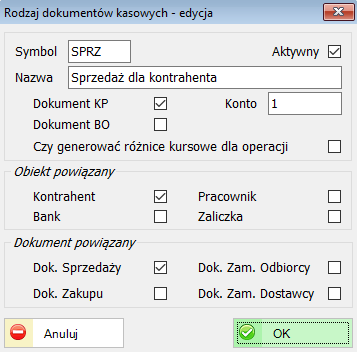 Rodzaj dokumentów kasowych - edycja
Symbol SPRZ Aktywny
Nazwa Sprzedaż dla kontrahenta
Dokument KP Konto 1
Dokument BO
Czy generować różnice kursowe dla operacji
Obiekt powiązany
Kontrahent Pracownik
Bank Zaliczka
Dokument powiązany
Dok. Sprzedaży Dok. Zam. Odbiorcy
Dok. Zakupu Dok. Zam. Dostawcy
Anuluj OK